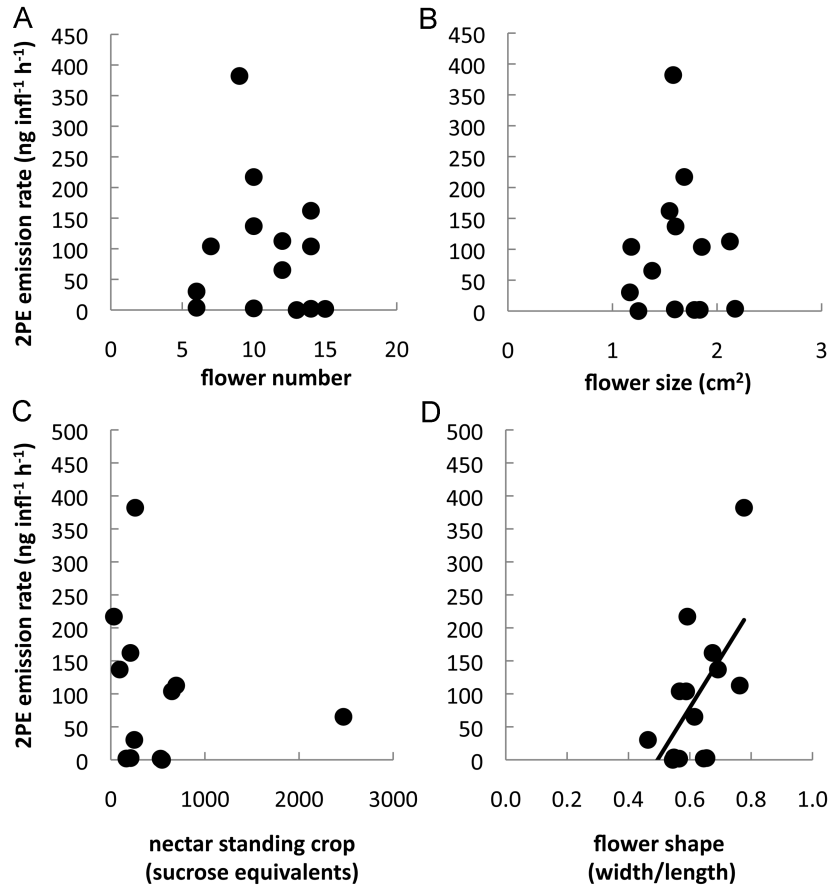 A
2PE emission rate (ng infl⁻¹ h⁻¹)
450
400
350
300
250
200
150
100
50
0
0 5 10 15 20
flower number
B
450
400
350
300
250
200
150
100
50
0
0 1 2 3
flower size (cm²)
C
2PE emission rate (ng infl⁻¹ h⁻¹)
500
450
400
350
300
250
200
150
100
50
0
0 1000 2000 3000
nectar standing crop
(sucrose equivalents)
D
500
450
400
350
300
250
200
150
100
50
0
0.0 0.2 0.4 0.6 0.8 1.0
flower shape
(width/length)